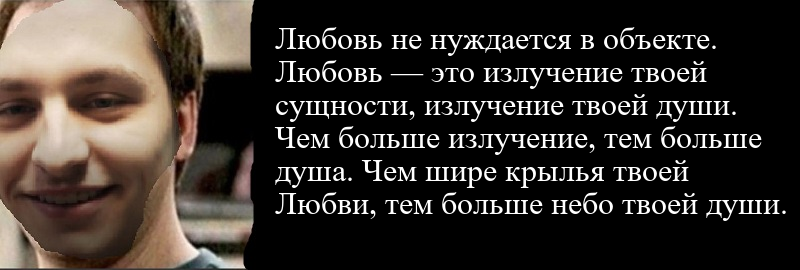 Любовь не нуждается в объекте.
Любовь — это излучение твоей
сущности, излучение твоей души.
Чем больше излучение, тем больше
душа. Чем шире крылья твоей
Любви, тем больше небо твоей души.